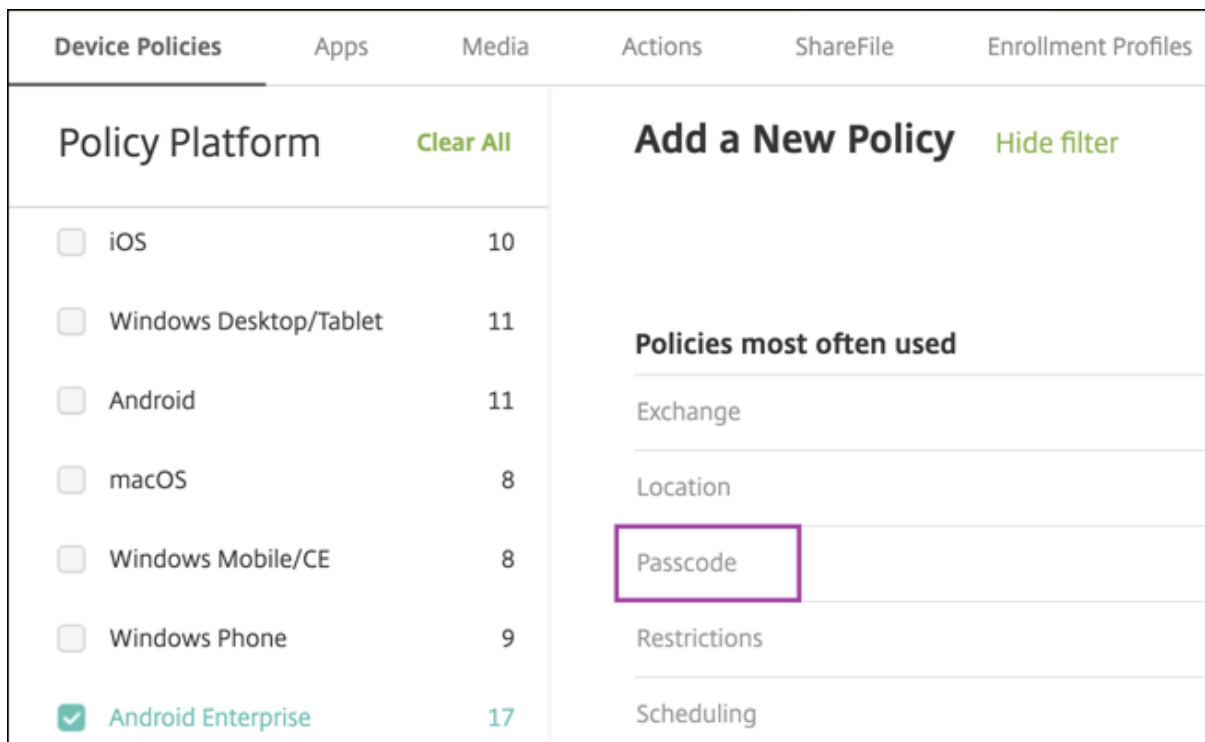 Device Policies Apps Media Actions ShareFile Enrollment Profiles
Policy Platform Clear All
iOS 10
Windows Desktop/Tablet 11
Android 11
macOS 8
Windows Mobile/CE 8
Windows Phone 9
Android Enterprise 17
Add a New Policy Hide filter
Policies most often used
Exchange
Location
Passcode
Restrictions
Scheduling